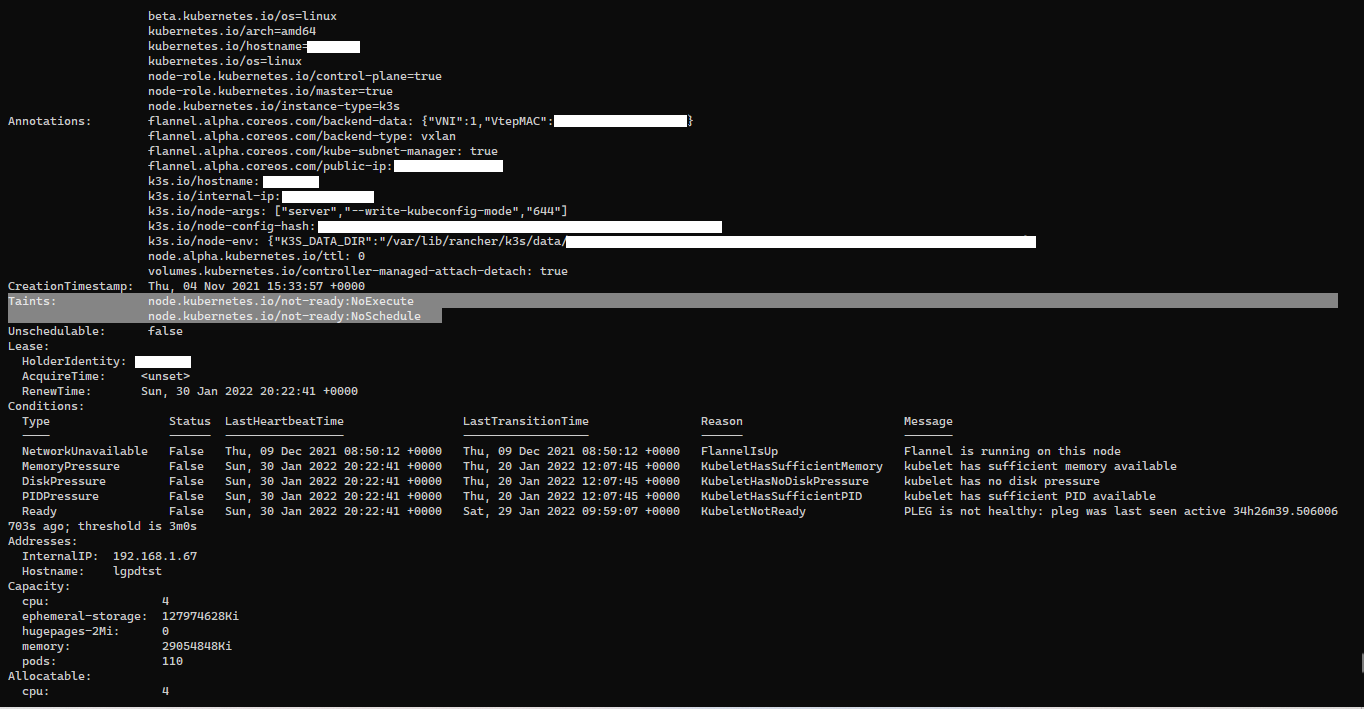 beta.kubernetes.io/os=linux
kubernetes.io/arch=amd64
kubernetes.io/hostname=
kubernetes.io/os=linux
node-role.kubernetes.io/control-plane=true
node-role.kubernetes.io/master=true
node.kubernetes.io/instance-type=k3s
Annotations: flannel.alpha.coreos.com/backend-data: {"VNI":1,"VtepMAC": }
flannel.alpha.coreos.com/backend-type: vxlan
flannel.alpha.coreos.com/kube-subnet-manager: true
flannel.alpha.coreos.com/public-ip:
k3s.io/hostname:
k3s.io/internal-ip:
k3s.io/node-args: ["server","--write-kubeconfig-mode","644"]
k3s.io/node-config-hash:
k3s.io/node-env: {"K3S_DATA_DIR":"/var/lib/rancher/k3s/data/
node.alpha.kubernetes.io/ttl: 0
volumes.kubernetes.io/controller-managed-attach-detach: true
CreationTimestamp: Thu, 04 Nov 2021 15:33:57 +0000
Taints: node.kubernetes.io/not-ready:NoExecute
node.kubernetes.io/not-ready:NoSchedule
Unschedulable: false
Lease:
HolderIdentity:
AcquireTime: <unset>
RenewTime: Sun, 30 Jan 2022 20:22:41 +0000
Conditions:
Type Status LastHeartbeatTime LastTransitionTime Reason Message
---- ------ ----------------- ------------------ ------ -------
NetworkUnavailable False Thu, 09 Dec 2021 08:50:12 +0000 Thu, 09 Dec 2021 08:50:12 +0000 FlannelIsUp Flannel is running on this node
MemoryPressure False Sun, 30 Jan 2022 20:22:41 +0000 Thu, 20 Jan 2022 12:07:45 +0000 KubeletHasSufficientMemory kubelet has sufficient memory available
DiskPressure False Sun, 30 Jan 2022 20:22:41 +0000 Thu, 20 Jan 2022 12:07:45 +0000 KubeletHasNoDiskPressure kubelet has no disk pressure
PIDPressure False Sun, 30 Jan 2022 20:22:41 +0000 Thu, 20 Jan 2022 12:07:45 +0000 KubeletHasSufficientPID kubelet has sufficient PID available
Ready False Sun, 30 Jan 2022 20:22:41 +0000 Sat, 29 Jan 2022 09:59:07 +0000 KubeletNotReady PLEG is not healthy: pleg was last seen active 34h26m39.506006
703s ago; threshold is 3m0s
Addresses:
InternalIP: 192.168.1.67
Hostname: lgpdtst
Capacity:
cpu: 4
ephemeral-storage: 127974628Ki
hugepages-2Mi: 0
memory: 29054848Ki
pods: 110
Allocatable:
cpu: 4